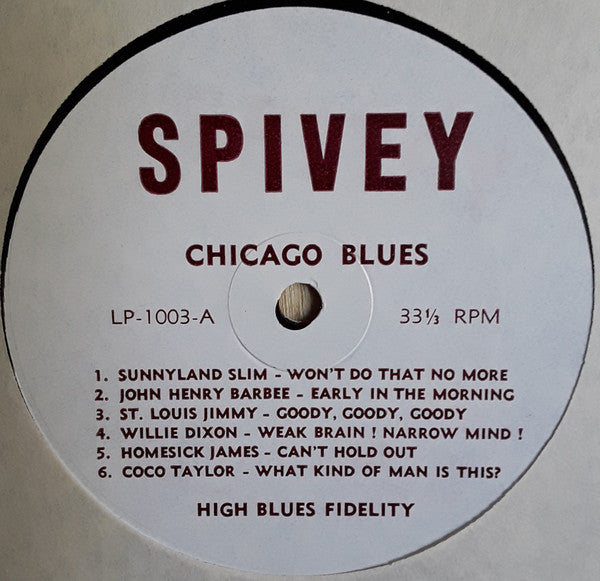 SPIVEY
CHICAGO BLUES
LP-1003-A 33⅓ RPM
1. SUNNYLAND SLIM - WON'T DO THAT NO MORE
2. JOHN HENRY BARBEE - EARLY IN THE MORNING
3. ST. LOUIS JIMMY - GOODY, GOODY, GOODY
4. WILLIE DIXON - WEAK BRAIN ! NARROW MIND !
5. HOMESICK JAMES - CAN'T HOLD OUT
6. COCO TAYLOR - WHAT KIND OF MAN IS THIS?
HIGH BLUES FIDELITY